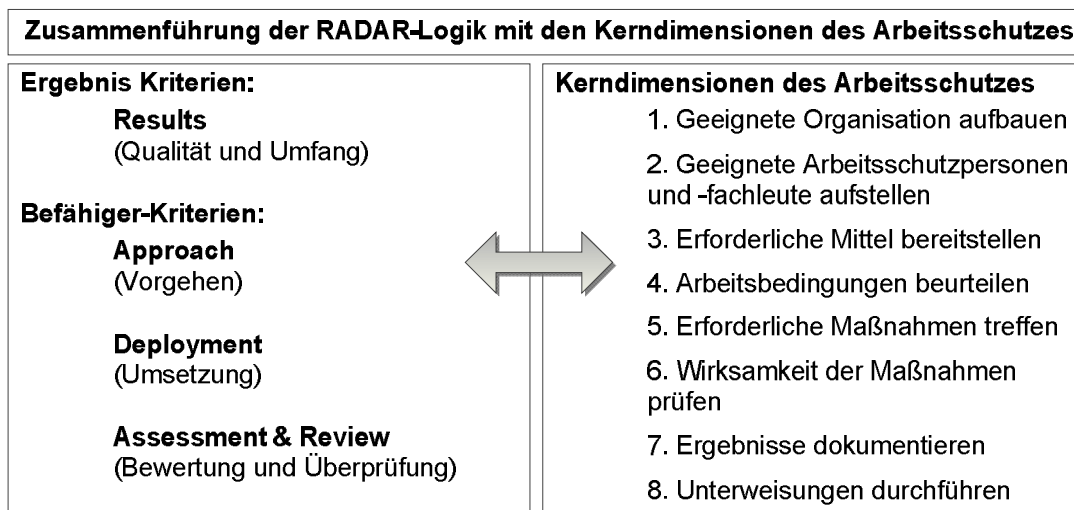 Zusammenführung der RADAR-Logik mit den Kerndimensionen des Arbeitsschutzes
Ergebnis Kriterien:
Results
(Qualität und Umfang)
Befähiger-Kriterien:
Approach
(Vorgehen)
Deployment
(Umsetzung)
Assessment & Review
(Bewertung und Überprüfung)
Kerndimensionen des Arbeitsschutzes
1. Geeignete Organisation aufbauen
2. Geeignete Arbeitsschutzpersonen
und -fachleute aufstellen
3. Erforderliche Mittel bereitstellen
4. Arbeitsbedingungen beurteilen
5. Erforderliche Maßnahmen treffen
6. Wirksamkeit der Maßnahmen
prüfen
7. Ergebnisse dokumentieren
8. Unterweisungen durchführen